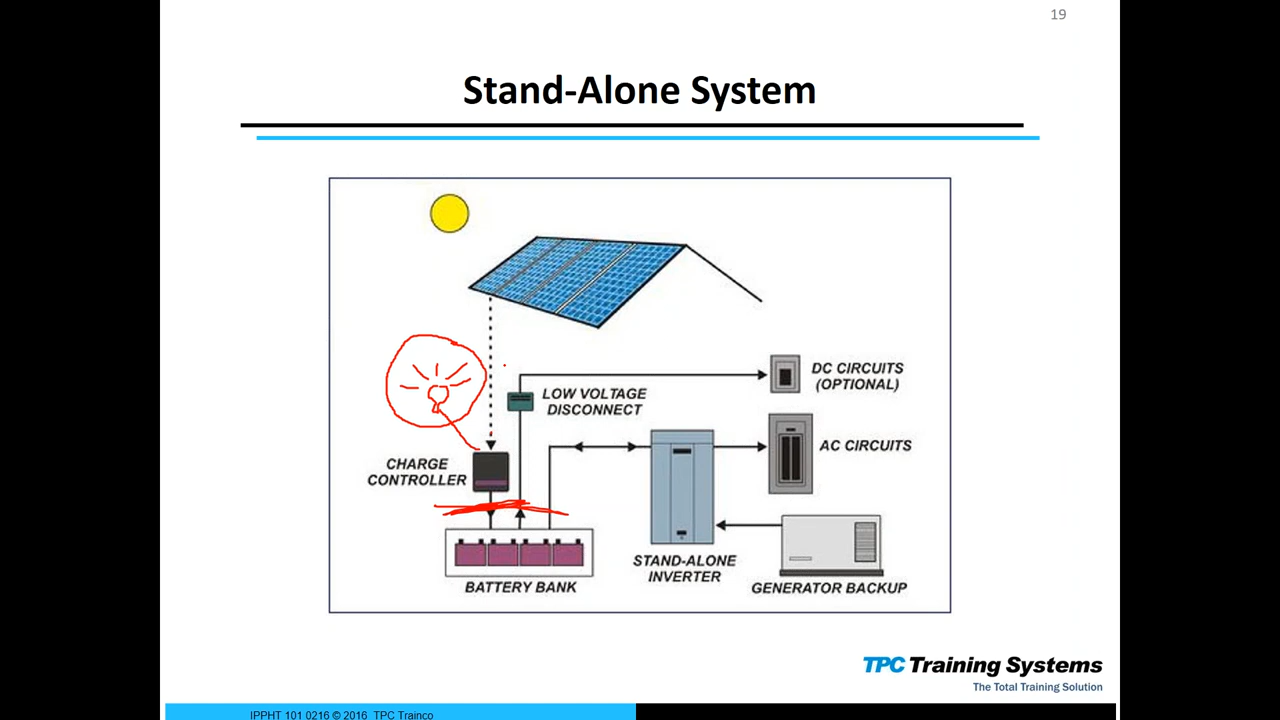 19
Stand-Alone System
DC CIRCUITS
(OPTIONAL)
LOW VOLTAGE
DISCONNECT
AC CIRCUITS
CHARGE
CONTROLLER
STAND-ALONE
INVERTER
BATTERY BANK
GENERATOR BACKUP
TPC Training Systems
The Total Training Solution
IPPHT 101 0216 © 2016 TPC Trainco